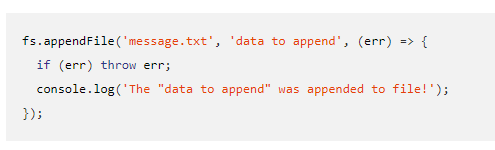 fs.appendFile('message.txt', 'data to append', (err) => {
  if (err) throw err;
  console.log('The "data to append" was appended to file!');
});